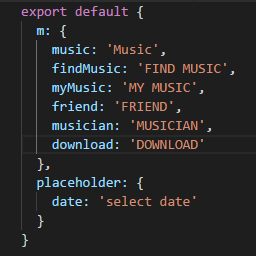 export default {
  m: {
    music: 'Music',
    findMusic: 'FIND MUSIC',
    myMusic: 'MY MUSIC',
    friend: 'FRIEND',
    musician: 'MUSICIAN',
    download: 'DOWNLOAD'
  },
  placeholder: {
    date: 'select date'
  }
}